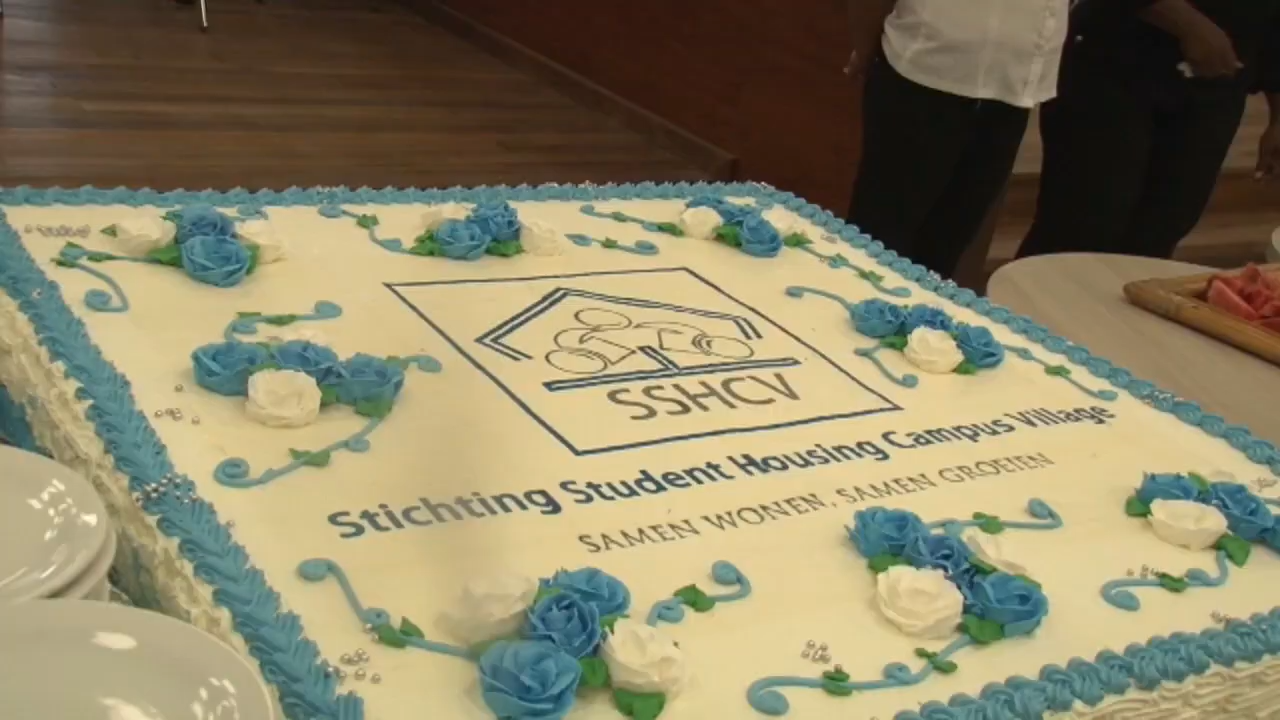 SSHCV
Stichting Student Housing Campus Village
SAMEN WONEN, SAMEN GROEIEN